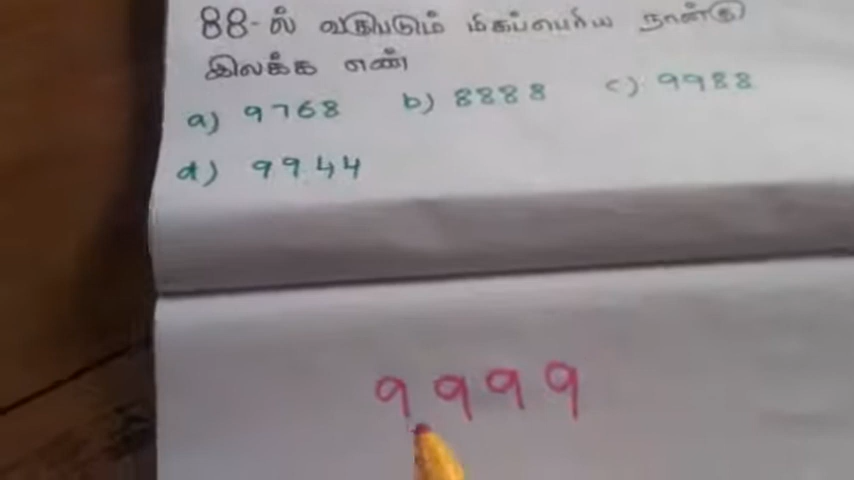 88-ல் வகுபடும் மிகப்பெரிய நான்கு
இலக்க எண்
a) 9768 b) 8888 c) 9988
d) 9944
9999